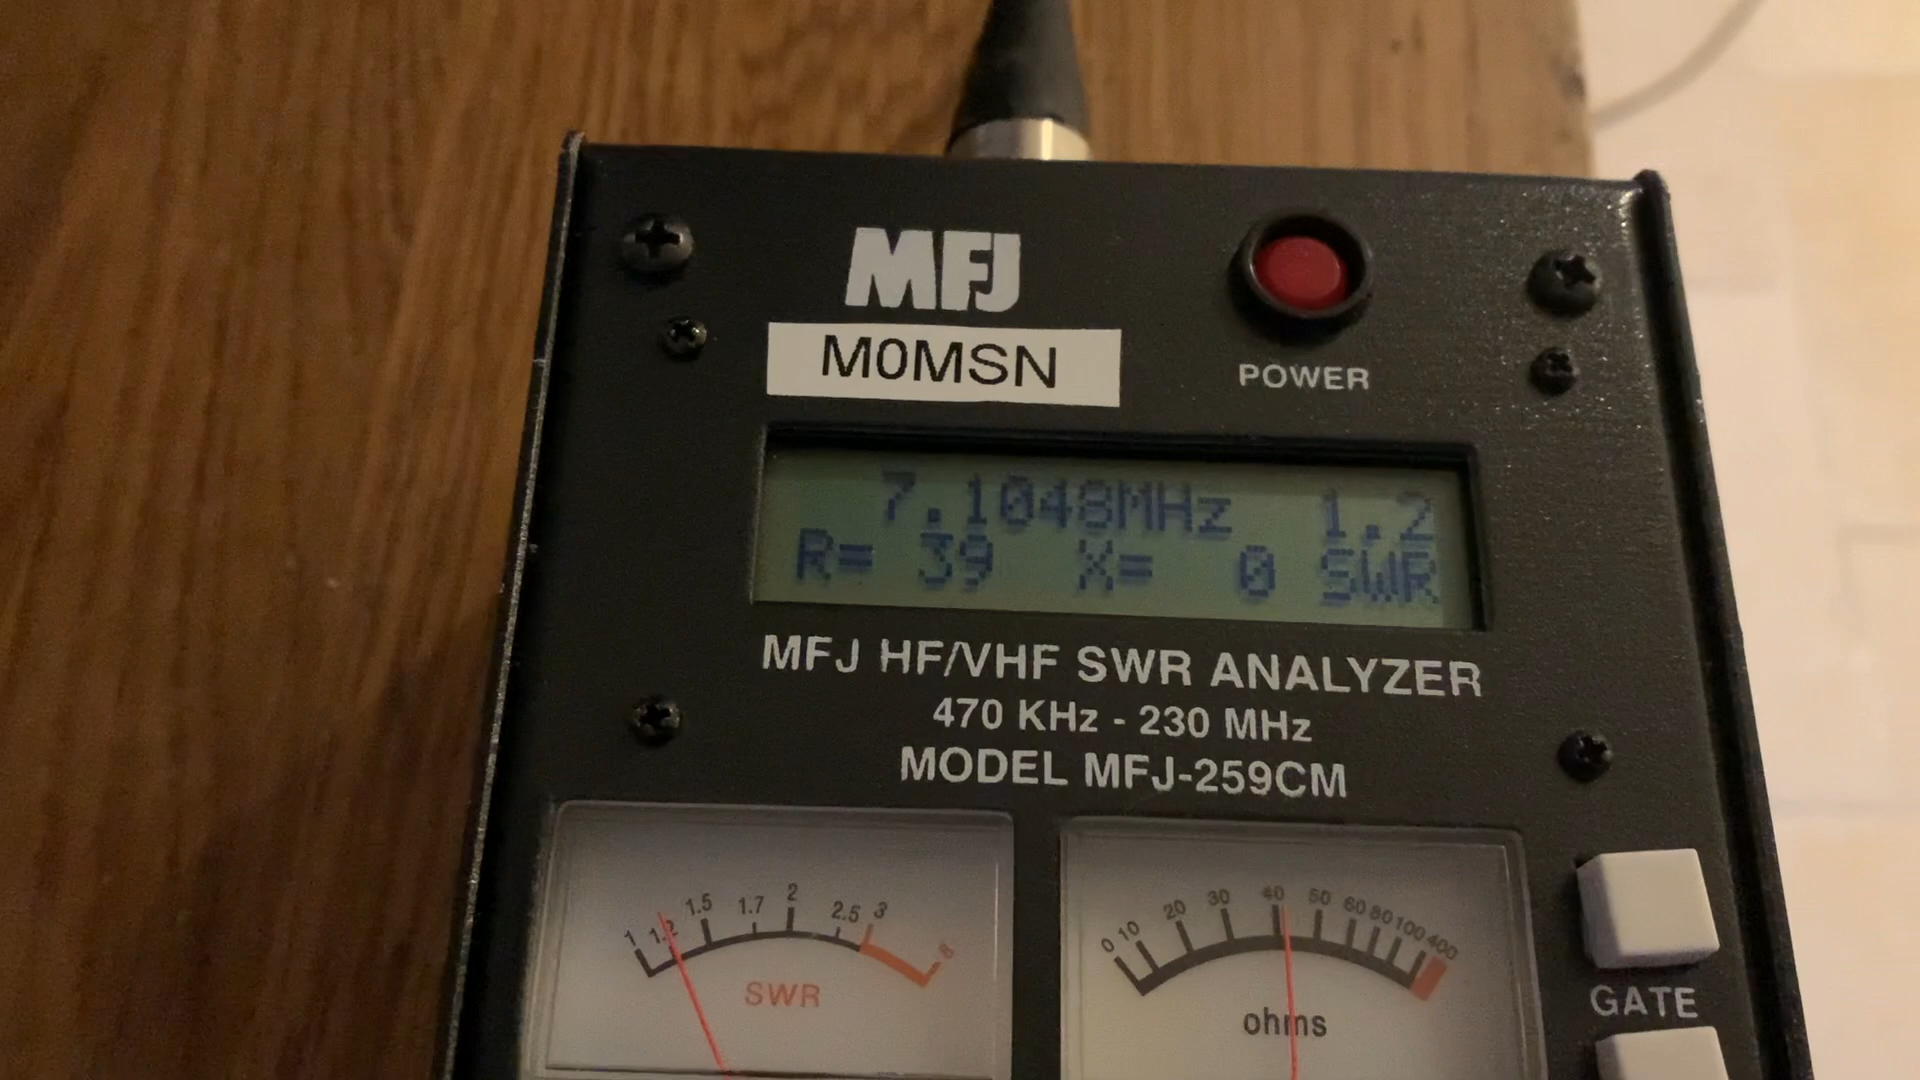 MFJ
M0MSN
POWER
7.1048MHz 1.2
R= 39 X= 0 SWR
MFJ HF/VHF SWR ANALYZER
470 KHz - 230 MHz
MODEL MFJ-259CM
1 1.2 1.5 1.7 2 2.5 3
SWR
0 10 20 30 40 50 60 80 100 400
ohms
GATE